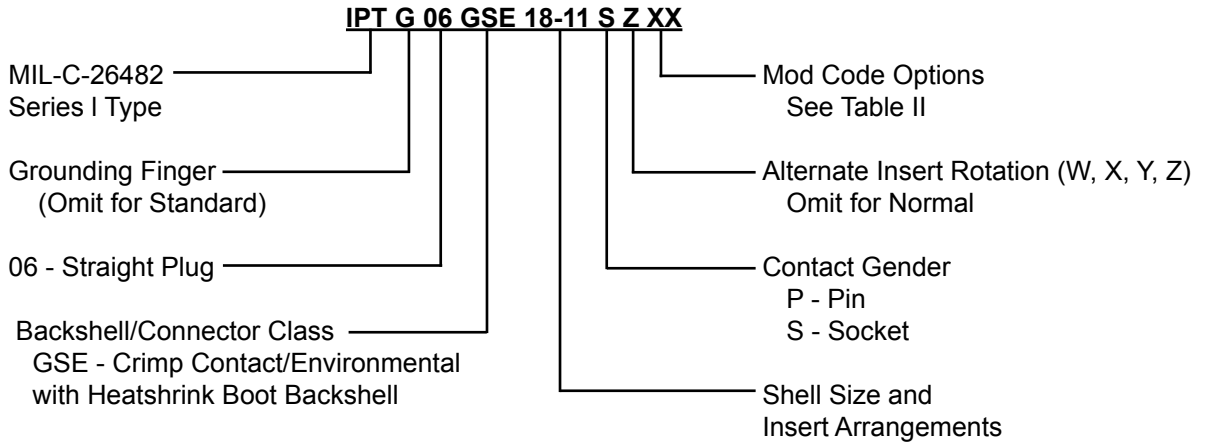 IPT G 06 GSE 18-11 S Z XX
MIL-C-26482
Series I Type
Grounding Finger
(Omit for Standard)
06 - Straight Plug
Backshell/Connector Class
GSE - Crimp Contact/Environmental
with Heatshrink Boot Backshell
Mod Code Options
See Table II
Alternate Insert Rotation (W, X, Y, Z)
Omit for Normal
Contact Gender
P - Pin
S - Socket
Shell Size and
Insert Arrangements